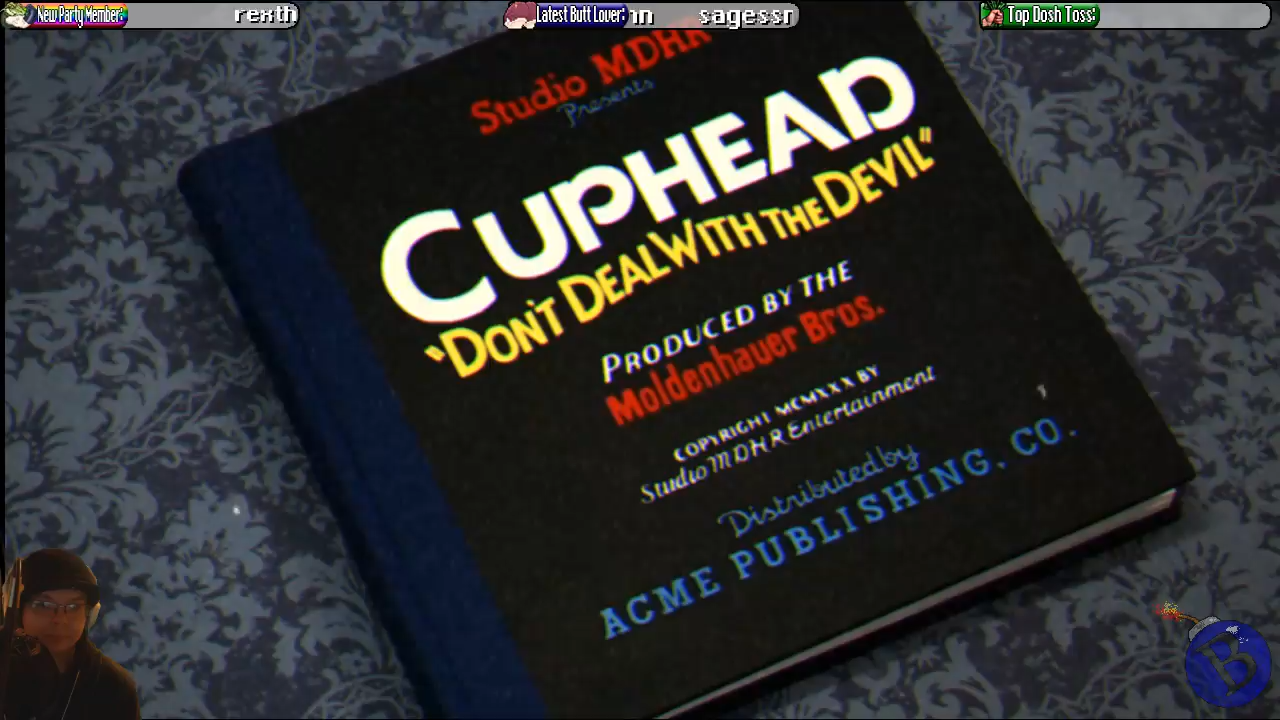 New Party Member:
rexth
Latest Butt Lover:
nn sagessr
Top Dosh Toss:
Studio MDHR
Presents
CUPHEAD
"DON'T DEAL WITH THE DEVIL"
PRODUCED BY THE
Moldenhauer Bros.
COPYRIGHT MCMXXX BY
Studio MDHR Entertainment
Distributed by
ACME PUBLISHING. CO.
B